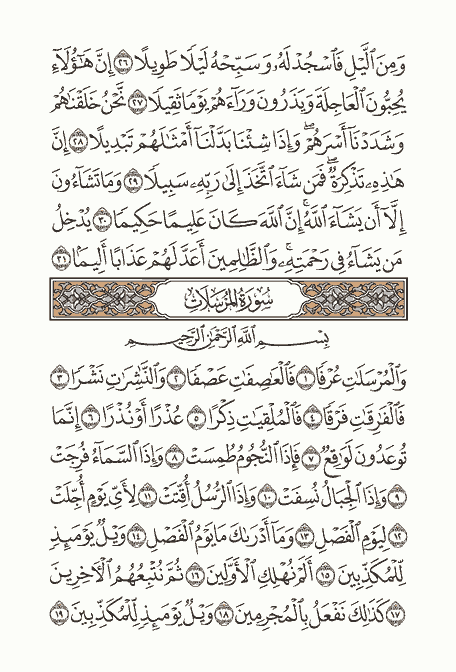 وَمِنَ ٱلَّيۡلِ فَٱسۡجُدۡ لَهُۥ وَسَبِّحۡهُ لَيۡلٗا طَوِيلًا ٢٦ إِنَّ هَٰٓؤُلَآءِ
يُحِبُّونَ ٱلۡعَاجِلَةَ وَيَذَرُونَ وَرَآءَهُمۡ يَوۡمٗا ثَقِيلٗا ٢٧ نَّحۡنُ خَلَقۡنَٰهُمۡ
وَشَدَدۡنَآ أَسۡرَهُمۡۖ وَإِذَا شِئۡنَا بَدَّلۡنَآ أَمۡثَٰلَهُمۡ تَبۡدِيلًا ٢٨ إِنَّ
هَٰذِهِۦ تَذۡكِرَةٞۖ فَمَن شَآءَ ٱتَّخَذَ إِلَىٰ رَبِّهِۦ سَبِيلٗا ٢٩ وَمَا تَشَآءُونَ
إِلَّآ أَن يَشَآءَ ٱللَّهُۚ إِنَّ ٱللَّهَ كَانَ عَلِيمًا حَكِيمٗا ٣٠ يُدۡخِلُ
مَن يَشَآءُ فِي رَحۡمَتِهِۦۚ وَٱلظَّٰلِمِينَ أَعَدَّ لَهُمۡ عَذَابًا أَلِيمَۢا ٣١
سُورَةُ المُرۡسَلَاتِ
بِسۡمِ ٱللَّهِ ٱلرَّحۡمَٰنِ ٱلرَّحِيمِ
وَٱلۡمُرۡسَلَٰتِ عُرۡفٗا ١ فَٱلۡعَٰصِفَٰتِ عَصۡفٗا ٢ وَٱلنَّٰشِرَٰتِ نَشۡرٗا ٣
فَٱلۡفَٰرِقَٰتِ فَرۡقٗا ٤ فَٱلۡمُلۡقِيَٰتِ ذِكۡرًا ٥ عُذۡرًا أَوۡ نُذۡرًا ٦ إِنَّمَا
تُوعَدُونَ لَوَٰقِعٞ ٧ فَإِذَا ٱلنُّجُومُ طُمِسَتۡ ٨ وَإِذَا ٱلسَّمَآءُ فُرِجَتۡ
٩ وَإِذَا ٱلۡجِبَالُ نُسِفَتۡ ١٠ وَإِذَا ٱلرُّسُلُ أُقِّتَتۡ ١١ لِأَيِّ يَوۡمٍ أُجِّلَتۡ
١٢ لِيَوۡمِ ٱلۡفَصۡلِ ١٣ وَمَآ أَدۡرَىٰكَ مَا يَوۡمُ ٱلۡفَصۡلِ ١٤ وَيۡلٞ يَوۡمَئِذٖ
لِّلۡمُكَذِّبِينَ ١٥ أَلَمۡ نُهۡلِكِ ٱلۡأَوَّلِينَ ١٦ ثُمَّ نُتۡبِعُهُمُ ٱلۡأٓخِرِينَ
١٧ كَذَٰلِكَ نَفۡعَلُ بِٱلۡمُجۡرِمِينَ ١٨ وَيۡلٞ يَوۡمَئِذٖ لِّلۡمُكَذِّبِينَ ١٩